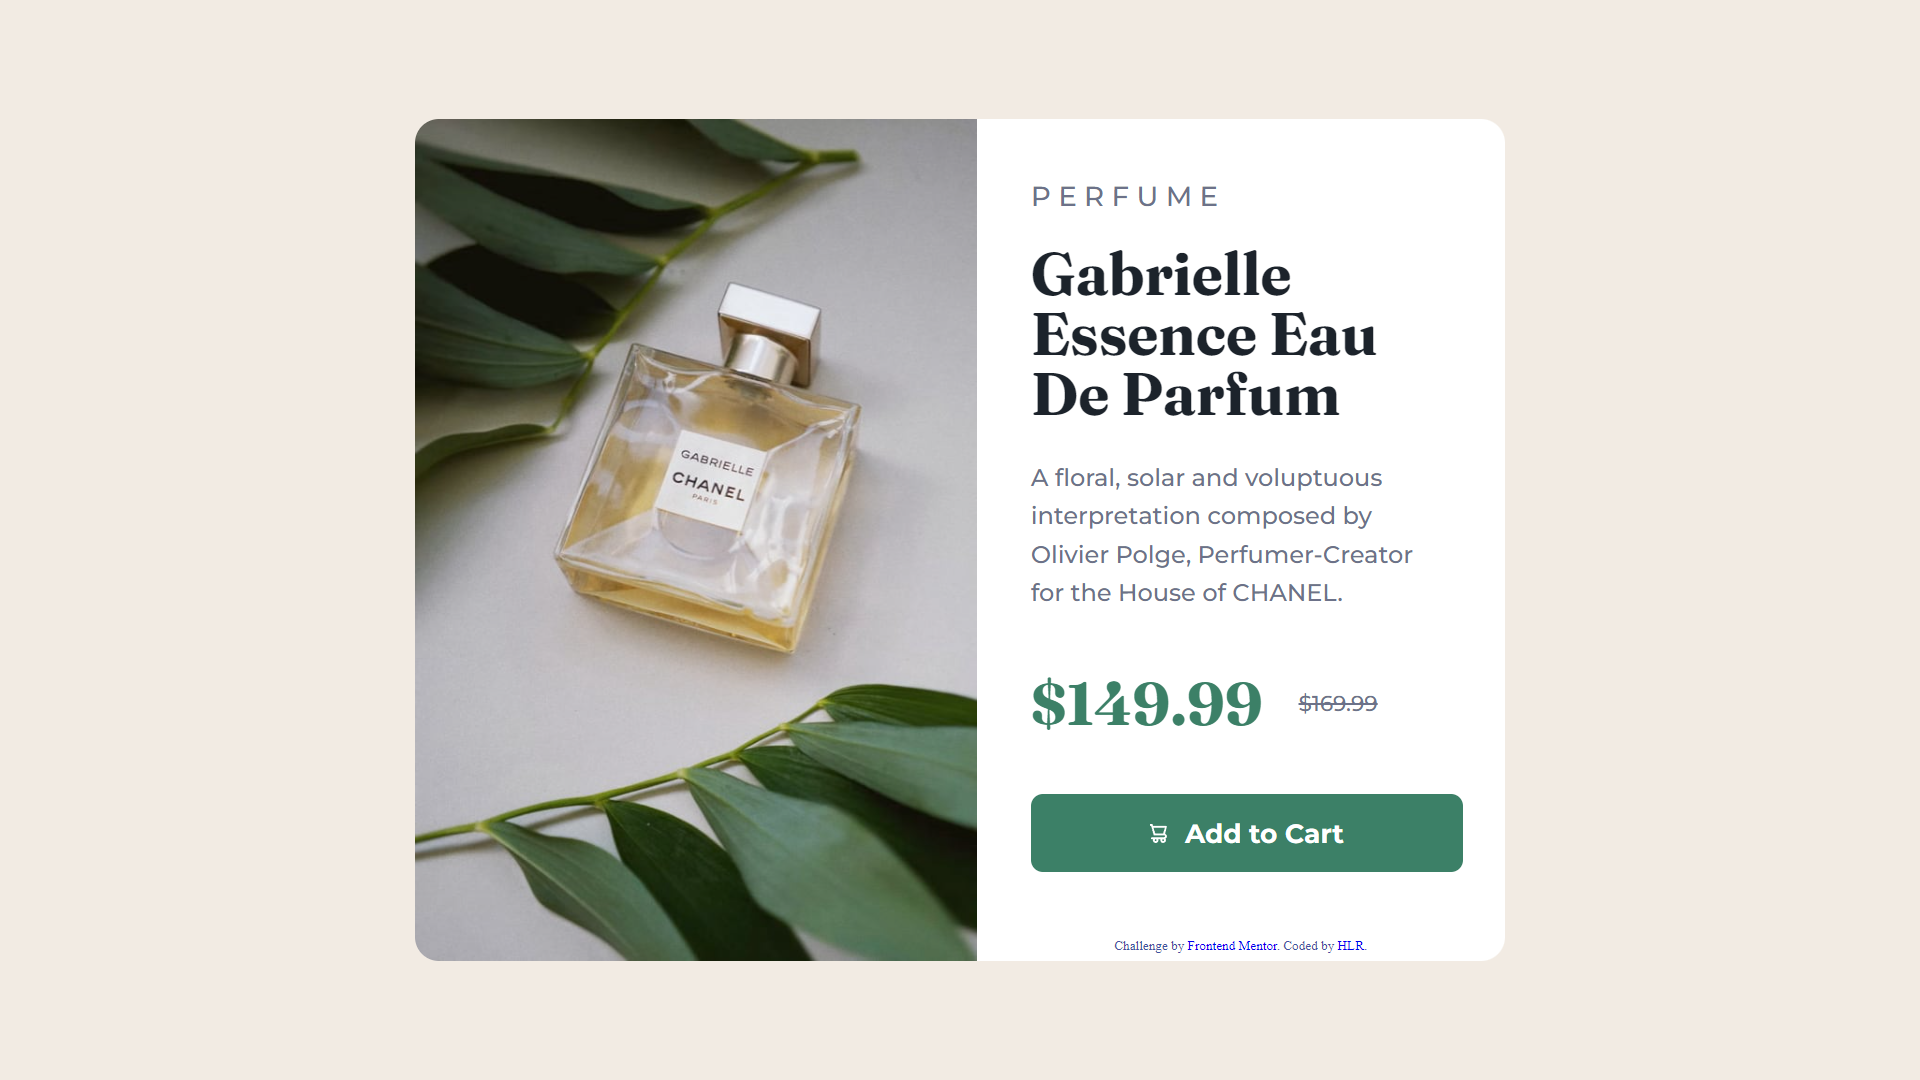 GABRIELLE
CHANEL
PARIS
PERFUME
Gabrielle
Essence Eau
De Parfum
A floral, solar and voluptuous
interpretation composed by
Olivier Polge, Perfumer-Creator
for the House of CHANEL.
$149.99 $169.99
Add to Cart
Challenge by Frontend Mentor. Coded by HLR.